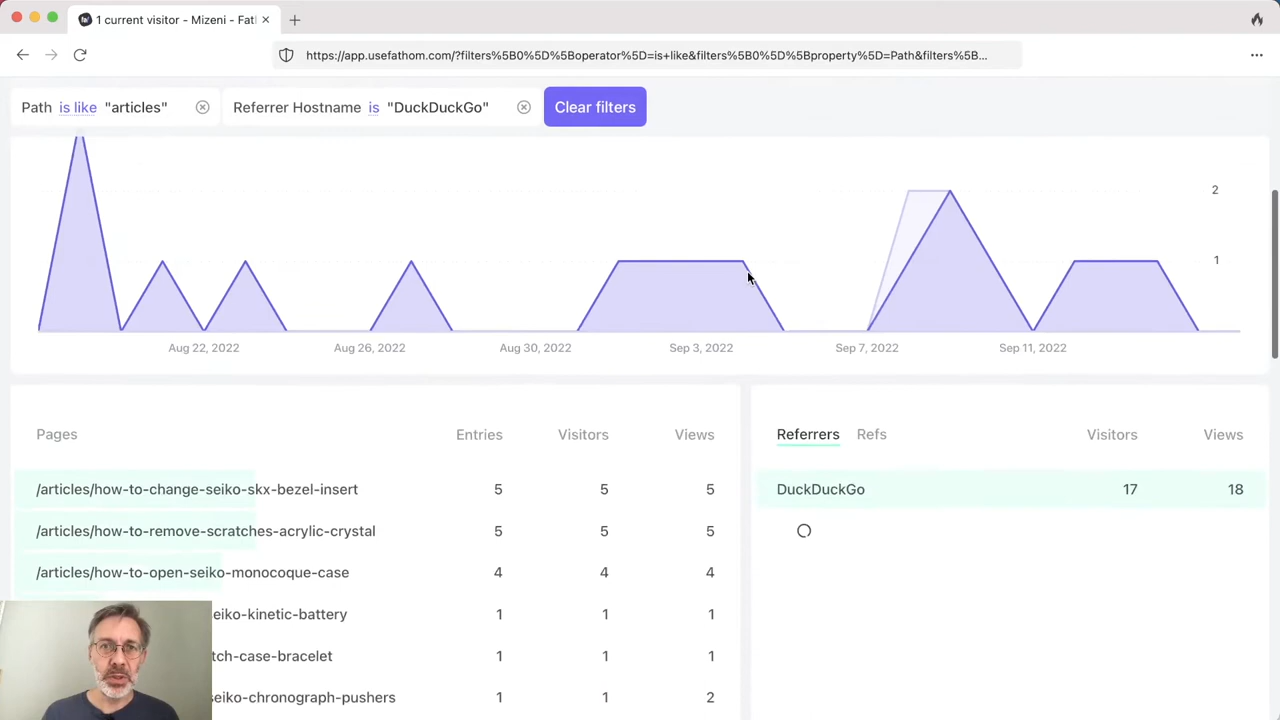 1 current visitor - Mizeni - Fat
https://app.usefathom.com/?filters%5B0%5D%5Boperator%5D=is+like&filters%5B0%5D%5Bproperty%5D=Path&filters%5B...
Path is like "articles" Referrer Hostname is "DuckDuckGo" Clear filters
2
1
Aug 22, 2022 Aug 26, 2022 Aug 30, 2022 Sep 3, 2022 Sep 7, 2022 Sep 11, 2022
Pages Entries Visitors Views
/articles/how-to-change-seiko-skx-bezel-insert 5 5 5
/articles/how-to-remove-scratches-acrylic-crystal 5 5 5
/articles/how-to-open-seiko-monocoque-case 4 4 4
eiko-kinetic-battery 1 1 1
tch-case-bracelet 1 1 1
seiko-chronograph-pushers 1 1 2
Referrers Refs Visitors Views
DuckDuckGo 17 18